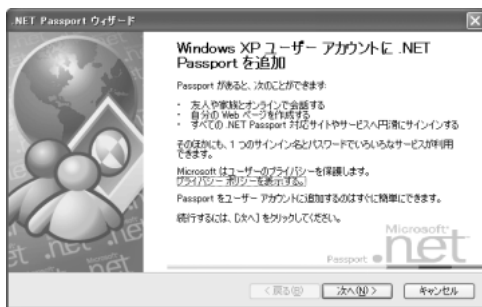 .NET Passport ウィザード
Windows XP ユーザー アカウントに .NET
Passport を追加
Passport があると、次のことができます:
・ 友人や家族とオンラインで会話する
・ 自分の Web ページを作成する
・ すべての .NET Passport 対応サイトやサービスへ円滑にサインインする
そのほかにも、1 つのサインイン名とパスワードでいろいろなサービスが利用
できます。
Microsoft はユーザーのプライバシーを保護します。
プライバシー ポリシーを表示する。
Passport をユーザー アカウントに追加するのはすぐに簡単にできます。
続行するには、[次へ] をクリックしてください。
Microsoft
Passport
.net
.net
< 戻る(B)
次へ(N) >
キャンセル